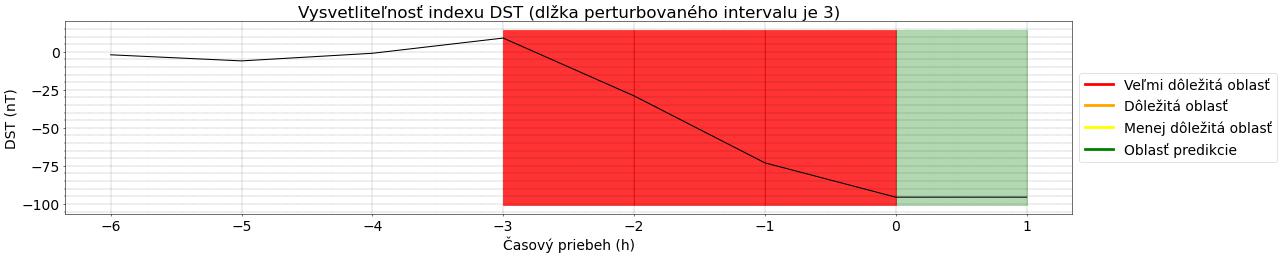 Vysvetliteľnosť indexu DST (dlžka perturbovaného intervalu je 3)
DST (nT)
0
−25
−50
−75
−100
−6 −5 −4 −3 −2 −1 0 1
Časový priebeh (h)
Veľmi dôležitá oblasť
Dôležitá oblasť
Menej dôležitá oblasť
Oblasť predikcie